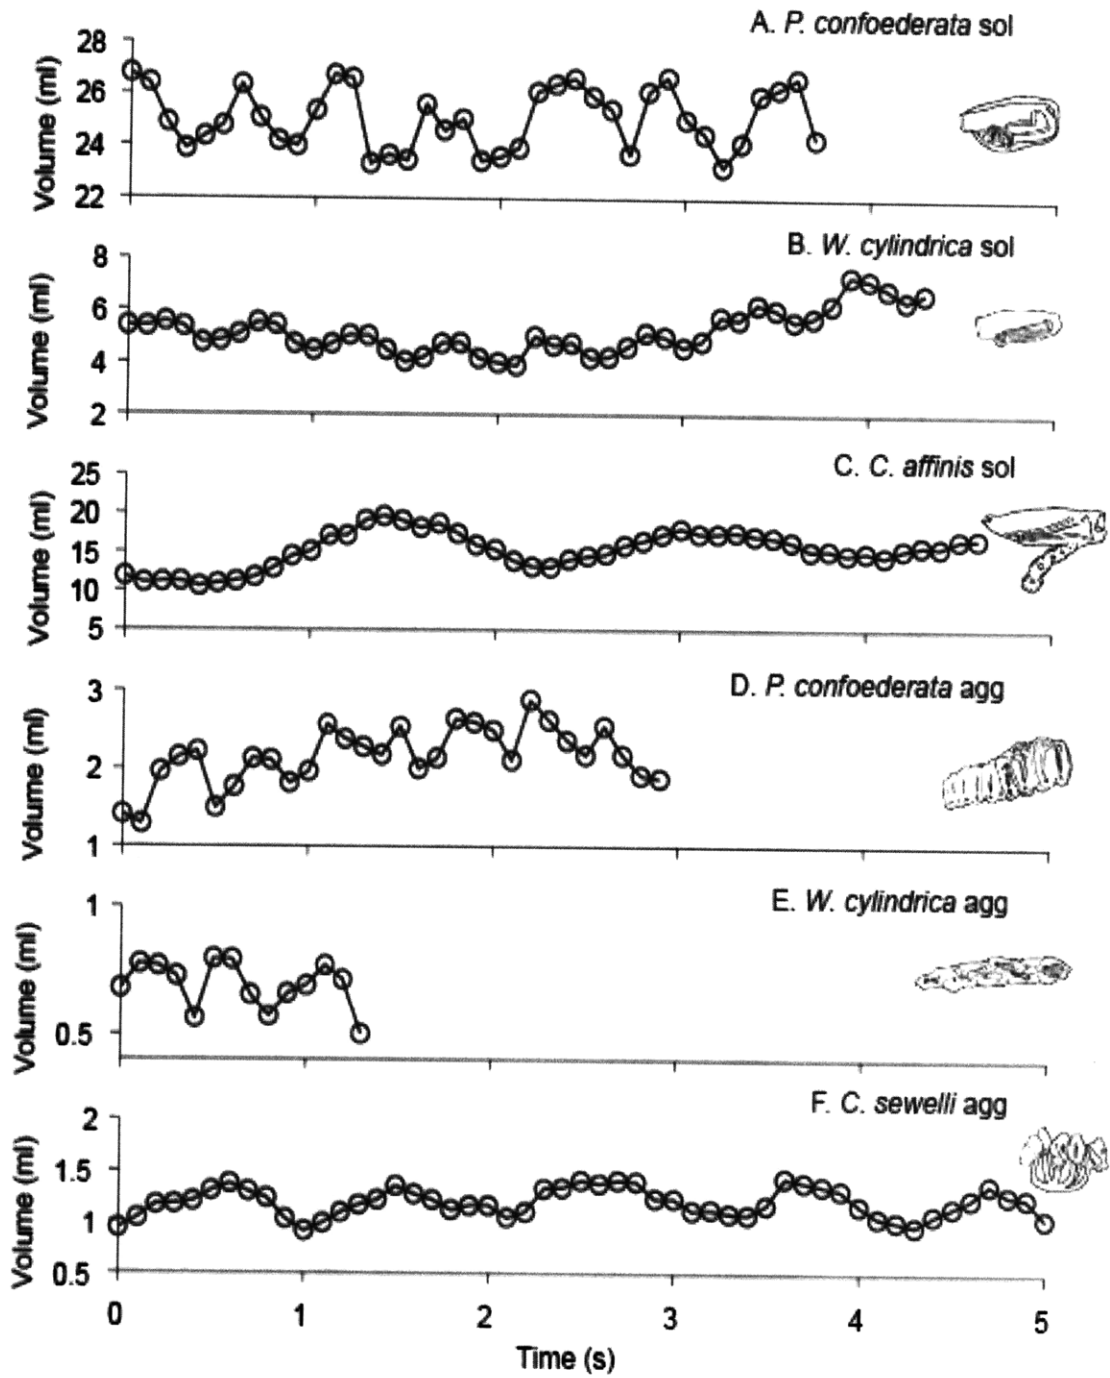 A. P. confoederata sol
Volume (ml)
28
26
24
22
B. W. cylindrica sol
Volume (ml)
8
6
4
2
C. C. affinis sol
Volume (ml)
25
20
15
10
5
D. P. confoederata agg
Volume (ml)
3
2
1
E. W. cylindrica agg
Volume (ml)
1
0.5
F. C. sewelli agg
Volume (ml)
2
1.5
1
0.5
0 1 2 3 4 5
Time (s)